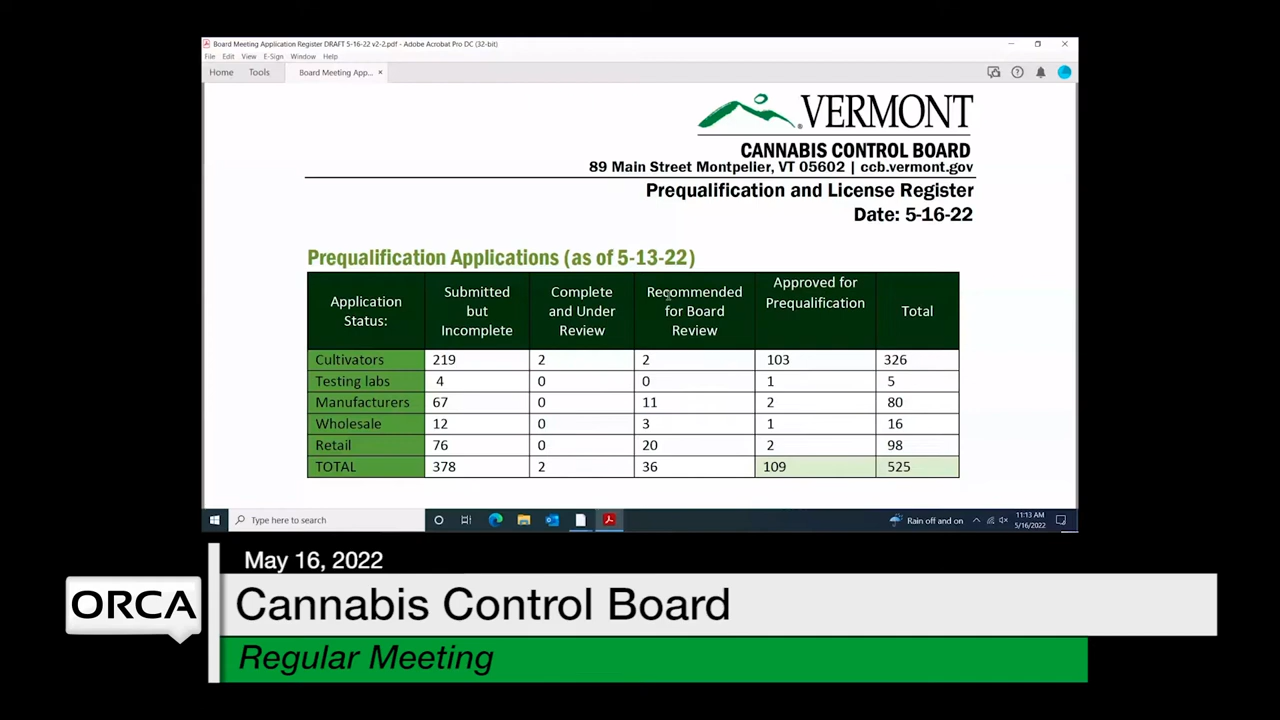 Board Meeting Application Register DRAFT 5-16-22 v2-2.pdf - Adobe Acrobat Pro DC (32-bit)
File Edit View E-Sign Window Help
Home Tools Board Meeting App... ×
VERMONT
CANNABIS CONTROL BOARD
89 Main Street Montpelier, VT 05602 | ccb.vermont.gov
Prequalification and License Register
Date: 5-16-22
Prequalification Applications (as of 5-13-22)
Application Status: Submitted but Incomplete Complete and Under Review Recommended for Board Review Approved for Prequalification Total
Cultivators 219 2 2 103 326
Testing labs 4 0 0 1 5
Manufacturers 67 0 11 2 80
Wholesale 12 0 3 1 16
Retail 76 0 20 2 98
TOTAL 378 2 36 109 525
Type here to search Rain off and on 11:13 AM
5/16/2022
May 16, 2022
ORCA Cannabis Control Board
Regular Meeting